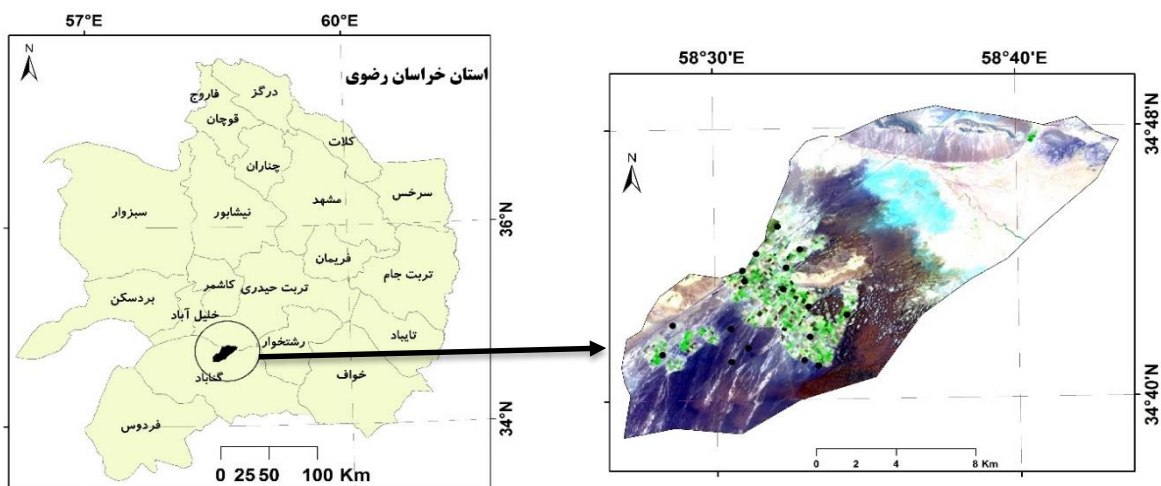 57°E
60°E
N
استان خراسان رضوی
درگز
فاروج
قوچان
کلات
چناران
سرخس
مشهد
نیشابور
سبزوار
36°N
فریمان
تربت جام
کاشمر
تربت حیدری
بردسکن
خلیل آباد
رشتخوار
تایباد
خواف
گناباد
فردوس
34°N
0 25 50 100 Km
58°30'E
58°40'E
34°48'N
N
34°40'N
0 2 4 8 Km